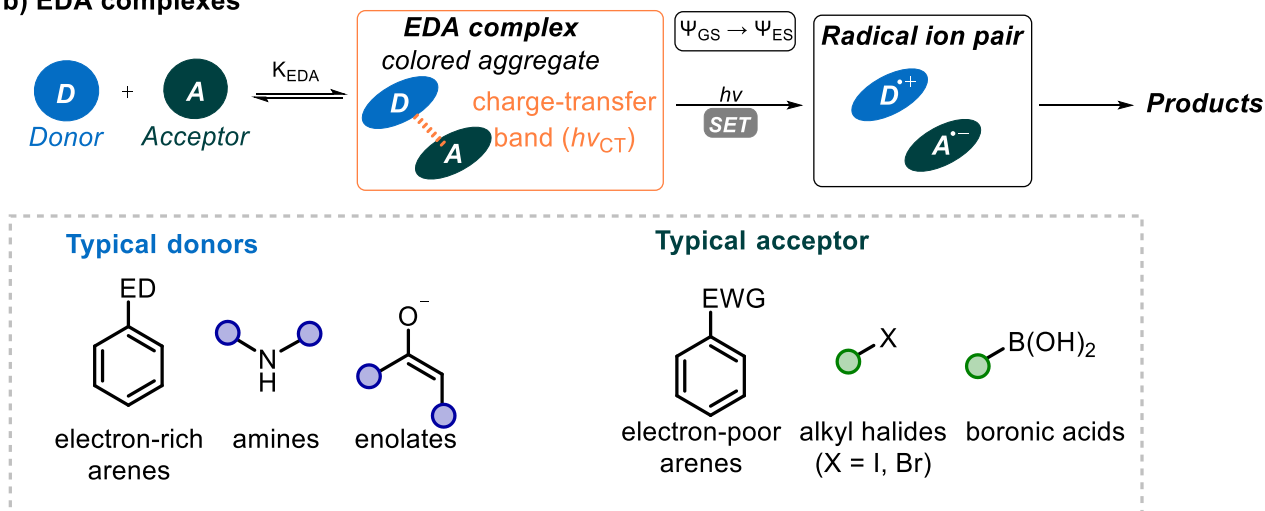 b) EDA complexes
D + A
Donor Acceptor
K_EDA
EDA complex
colored aggregate
D
A
charge-transfer
band (hν_CT)
Ψ_GS → Ψ_ES
hν
SET
Radical ion pair
D•+
A•−
Products
Typical donors
ED
electron-rich
arenes
N
H
amines
O−
enolates
Typical acceptor
EWG
electron-poor
arenes
X
alkyl halides
(X = I, Br)
B(OH)₂
boronic acids